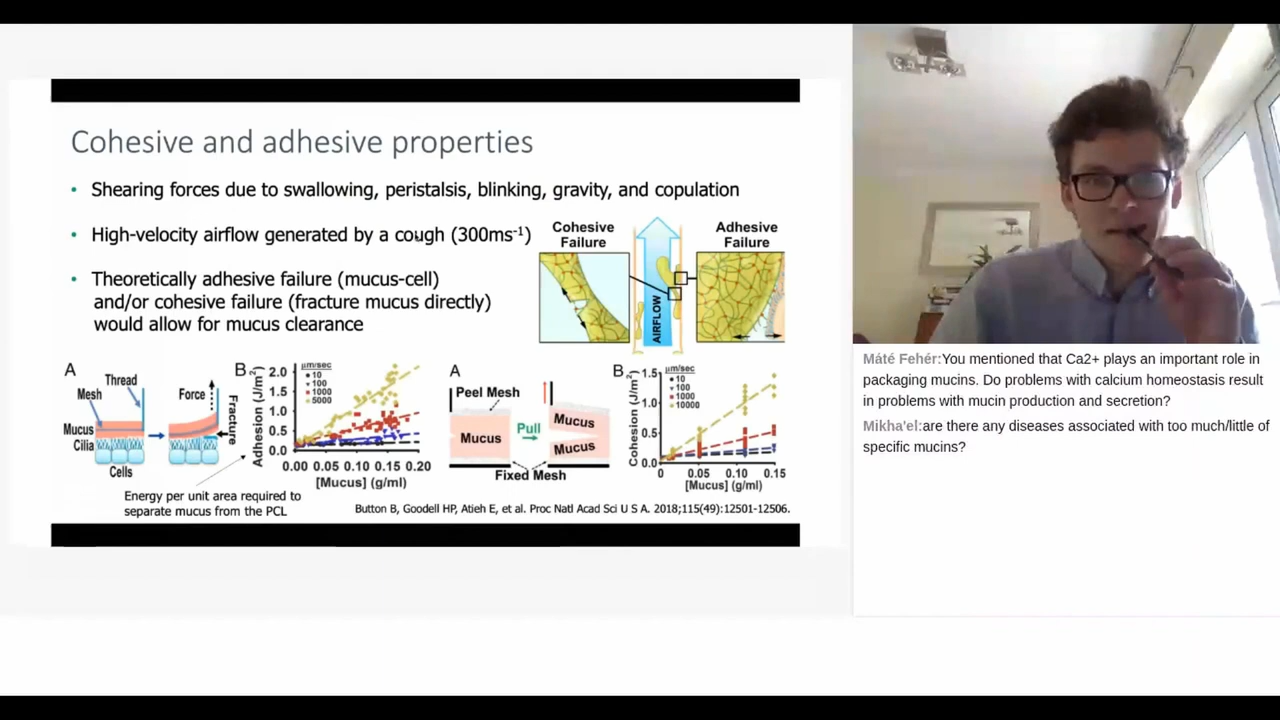 Cohesive and adhesive properties
• Shearing forces due to swallowing, peristalsis, blinking, gravity, and copulation
• High-velocity airflow generated by a cough (300ms⁻¹)
• Theoretically adhesive failure (mucus-cell)
and/or cohesive failure (fracture mucus directly)
would allow for mucus clearance
Cohesive
Failure
AIRFLOW
Adhesive
Failure
A
Thread
Mesh
Mucus
Cilia
Cells
Force
Fracture
Energy per unit area required to
separate mucus from the PCL
B
Adhesion (J/m²)
μm/sec
10
100
1000
5000
2.0
1.5
1.0
0.5
0.0
0.00 0.05 0.10 0.15 0.20
[Mucus] (g/ml)
A
Peel Mesh
Mucus
Pull
Mucus
Mucus
Fixed Mesh
B
Cohesion (J/m²)
μm/sec
10
100
1000
10000
1.5
1.0
0.5
0.0
0 0.05 0.10 0.15
[Mucus] (g/ml)
Button B, Goodell HP, Atieh E, et al. Proc Natl Acad Sci U S A. 2018;115(49):12501-12506.
Máté Fehér:You mentioned that Ca2+ plays an important role in
packaging mucins. Do problems with calcium homeostasis result
in problems with mucin production and secretion?
Mikha'el:are there any diseases associated with too much/little of
specific mucins?